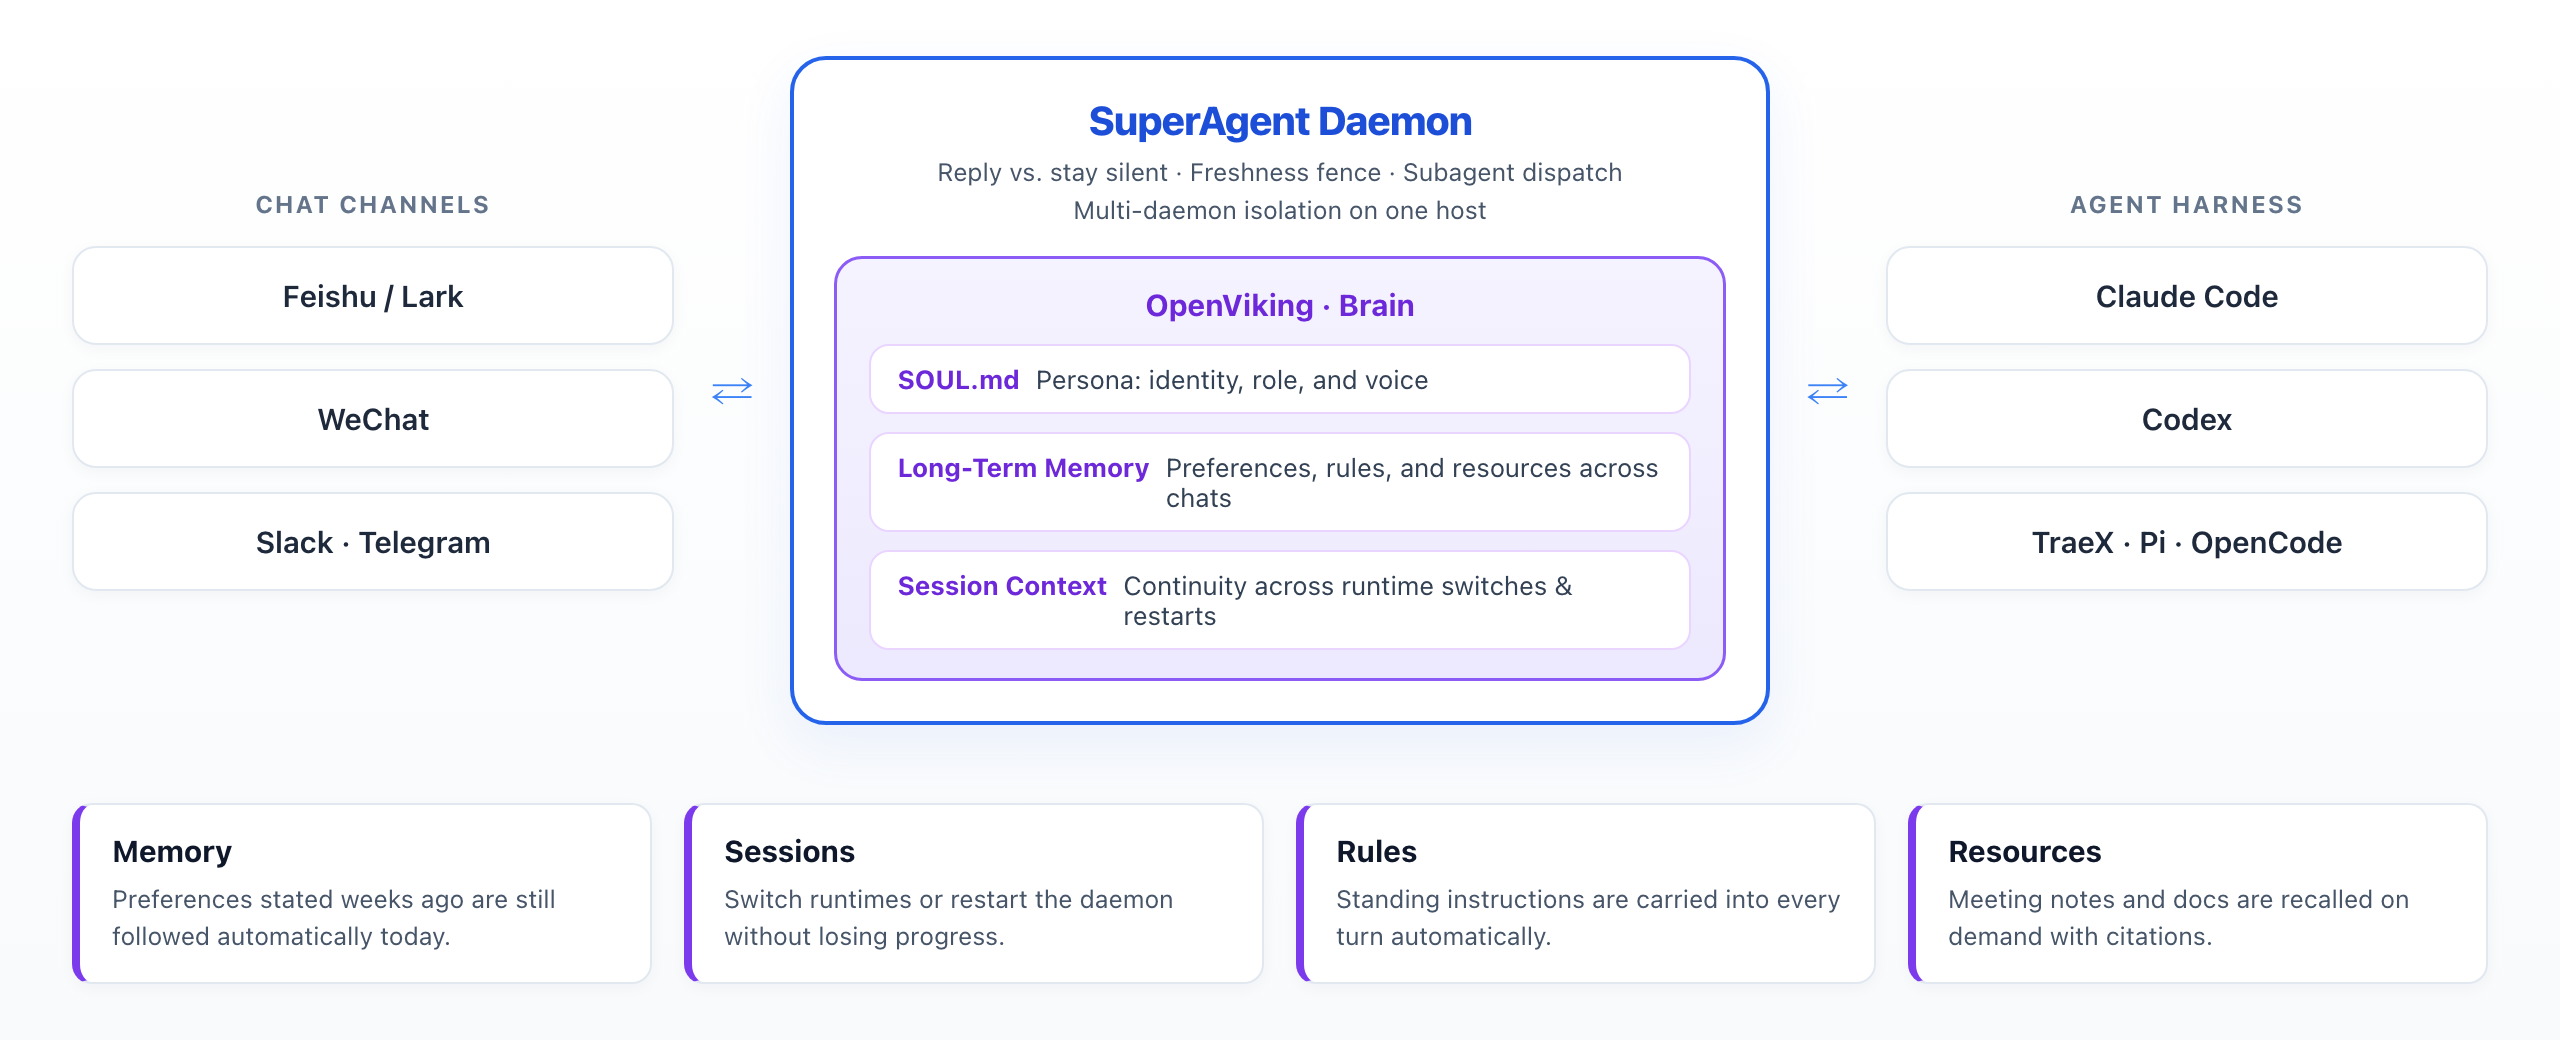 CHAT CHANNELS
Feishu / Lark
WeChat
Slack · Telegram
⇄
SuperAgent Daemon
Reply vs. stay silent · Freshness fence · Subagent dispatch
Multi-daemon isolation on one host
OpenViking · Brain
SOUL.md Persona: identity, role, and voice
Long-Term Memory Preferences, rules, and resources across
chats
Session Context Continuity across runtime switches &
restarts
⇄
AGENT HARNESS
Claude Code
Codex
TraeX · Pi · OpenCode
Memory
Preferences stated weeks ago are still
followed automatically today.
Sessions
Switch runtimes or restart the daemon
without losing progress.
Rules
Standing instructions are carried into every
turn automatically.
Resources
Meeting notes and docs are recalled on
demand with citations.